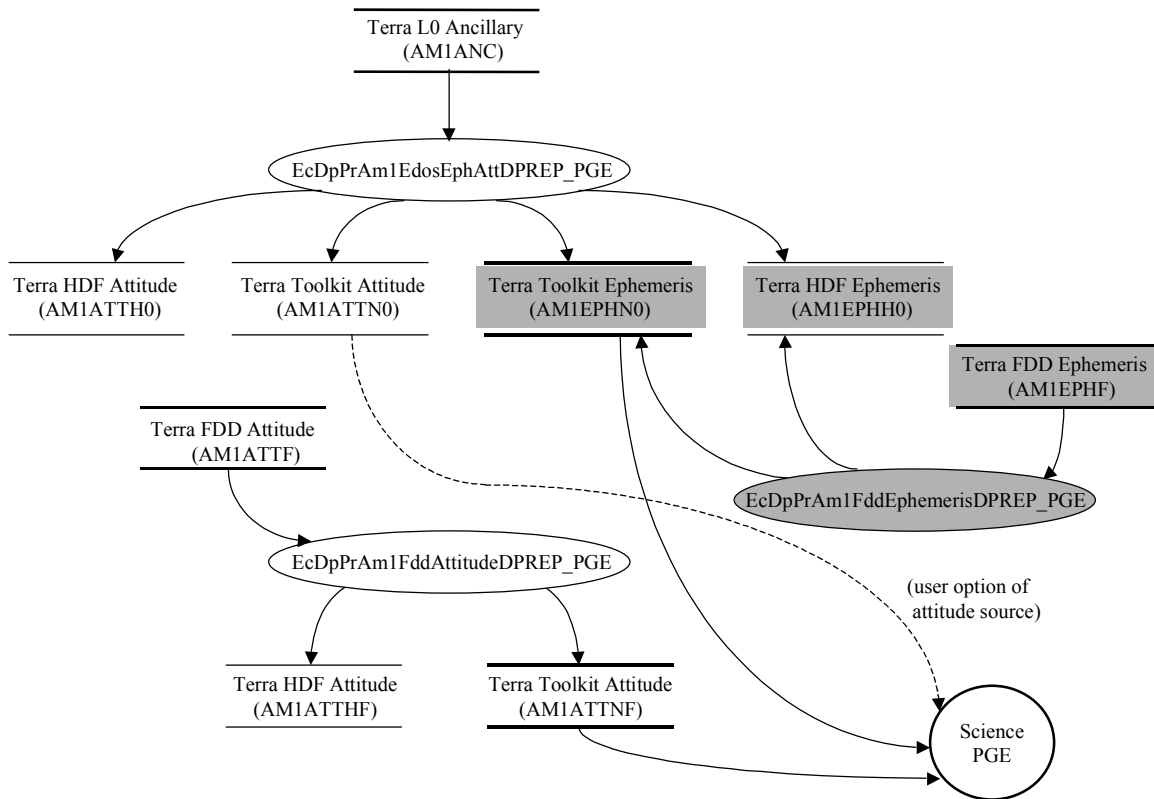 Terra L0 Ancillary
(AM1ANC)
EcDpPrAm1EdosEphAttDPREP_PGE
Terra HDF Attitude
(AM1ATTH0)
Terra Toolkit Attitude
(AM1ATTN0)
Terra Toolkit Ephemeris
(AM1EPHN0)
Terra HDF Ephemeris
(AM1EPHH0)
Terra FDD Ephemeris
(AM1EPHF)
Terra FDD Attitude
(AM1ATTF)
EcDpPrAm1FddEphemerisDPREP_PGE
EcDpPrAm1FddAttitudeDPREP_PGE
(user option of
attitude source)
Terra HDF Attitude
(AM1ATTHF)
Terra Toolkit Attitude
(AM1ATTNF)
Science
PGE